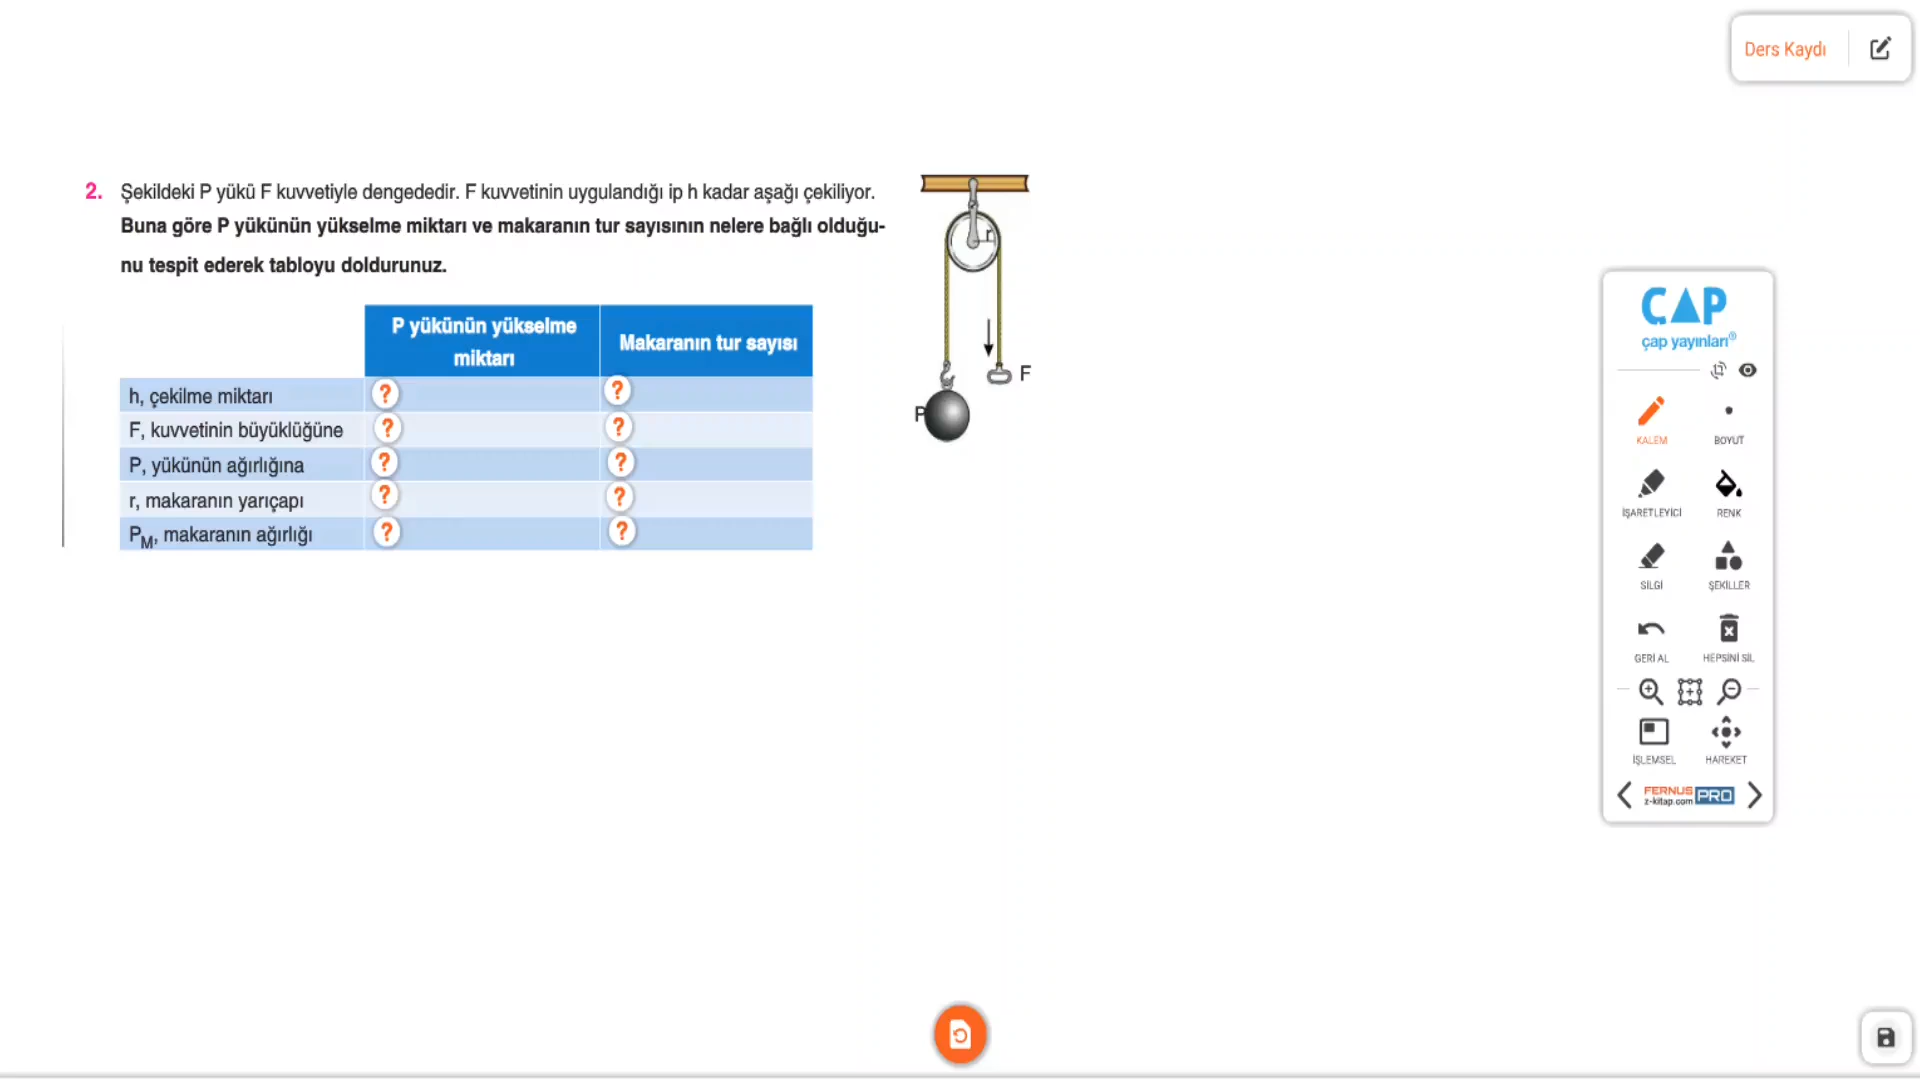 Ders Kaydı
2. Şekildeki P yükü F kuvvetiyle dengededir. F kuvvetinin uygulandığı ip h kadar aşağı çekiliyor.
Buna göre P yükünün yükselme miktarı ve makaranın tur sayısının nelere bağlı olduğu-
nu tespit ederek tabloyu doldurunuz.
P yükünün yükselme
miktarı
Makaranın tur sayısı
h, çekilme miktarı ? ?
F, kuvvetinin büyüklüğüne ? ?
P, yükünün ağırlığına ? ?
r, makaranın yarıçapı ? ?
PM, makaranın ağırlığı ? ?
r
F
P
ÇAP
çap yayınları®
KALEM BOYUT
İŞARETLEYİCİ RENK
SİLGİ ŞEKİLLER
GERİ AL HEPSİNİ SİL
İŞLEMSEL HAREKET
FERNUS PRO
z-kitap.com